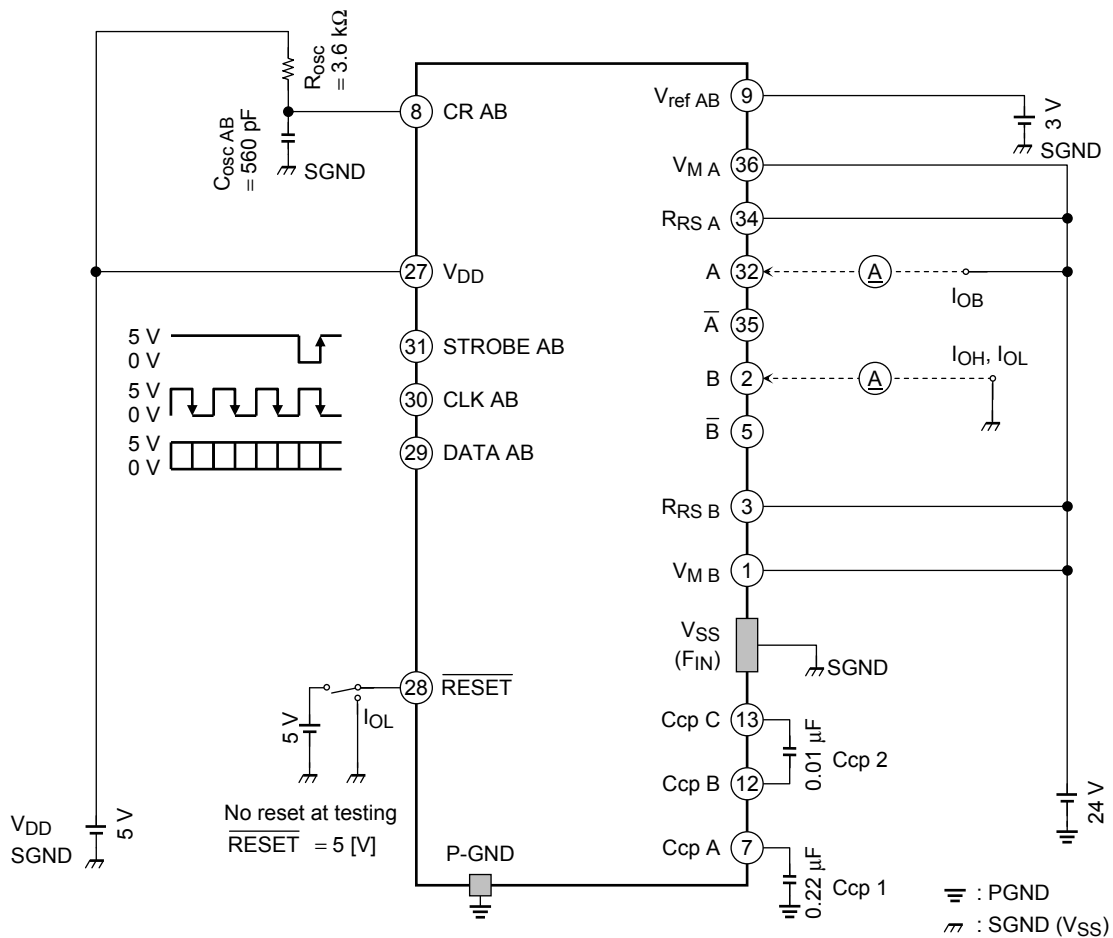 Rosc
= 3.6 kΩ
Cosc AB
= 560 pF
SGND
8 CR AB
27 VDD
5 V
0 V
31 STROBE AB
5 V
0 V
30 CLK AB
5 V
0 V
29 DATA AB
28 RESET
5 V
IOL
No reset at testing
RESET = 5 [V]
VDD
SGND
5 V
P-GND
Vref AB 9
3 V
SGND
VM A 36
RRS A 34
A 32
A
IOB
A 35
B 2
A
IOH, IOL
B 5
RRS B 3
VM B 1
VSS
(FIN)
SGND
Ccp C 13
0.01 μF
Ccp 2
Ccp B 12
Ccp A 7
0.22 μF
Ccp 1
24 V
: PGND
: SGND (VSS)